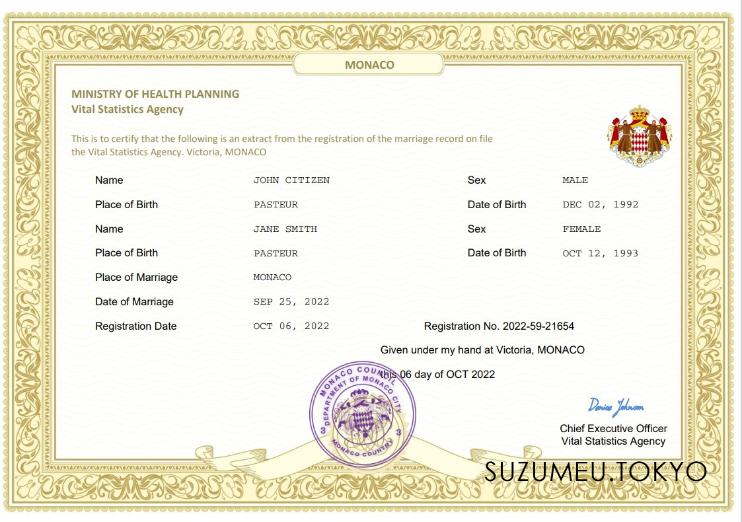 MONACO
MINISTRY OF HEALTH PLANNING
Vital Statistics Agency
This is to certify that the following is an extract from the registration of the marriage record on file
the Vital Statistics Agency. Victoria, MONACO
Name JOHN CITIZEN Sex MALE
Place of Birth PASTEUR Date of Birth DEC 02, 1992
Name JANE SMITH Sex FEMALE
Place of Birth PASTEUR Date of Birth OCT 12, 1993
Place of Marriage MONACO
Date of Marriage SEP 25, 2022
Registration Date OCT 06, 2022 Registration No. 2022-59-21654
Given under my hand at Victoria, MONACO
this 06 day of OCT 2022
MONACO COUNCIL
DEPARTMENT OF MONACO CITY
3 3
MONACO COUNTRY
Denise Johnson
Chief Executive Officer
Vital Statistics Agency
SUZUMEU.TOKYO